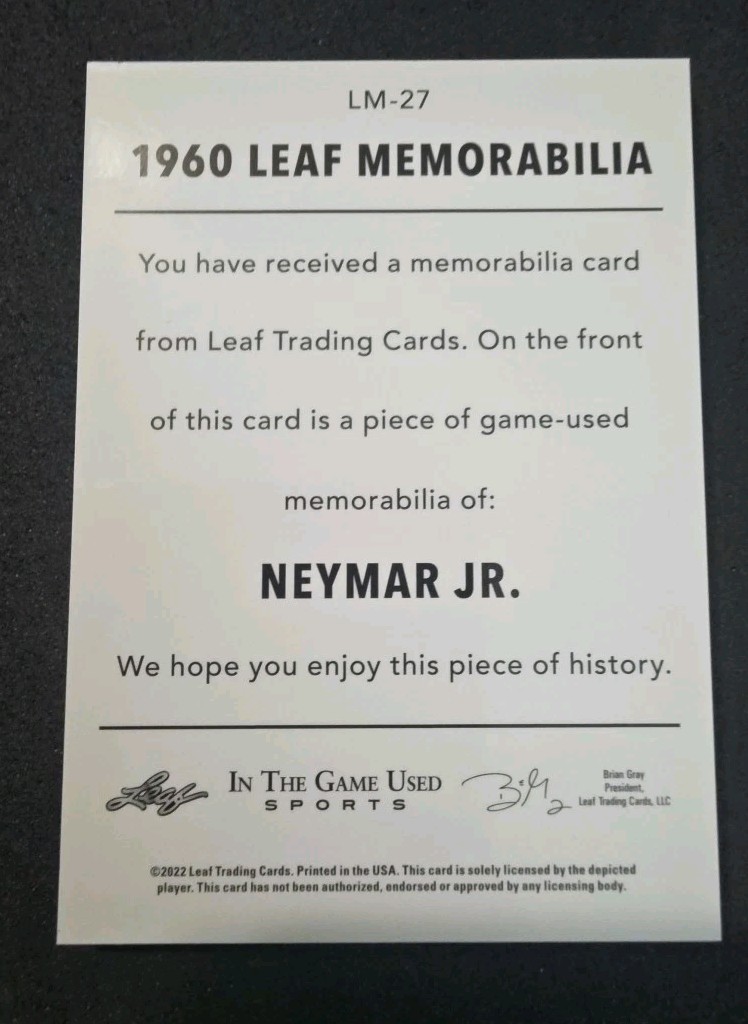 LM-27
1960 LEAF MEMORABILIA
You have received a memorabilia card
from Leaf Trading Cards. On the front
of this card is a piece of game-used
memorabilia of:
NEYMAR JR.
We hope you enjoy this piece of history.
Leaf
IN THE GAME USED
SPORTS
Brian Gray
President,
Leaf Trading Cards, LLC
©2022 Leaf Trading Cards. Printed in the USA. This card is solely licensed by the depicted
player. This card has not been authorized, endorsed or approved by any licensing body.